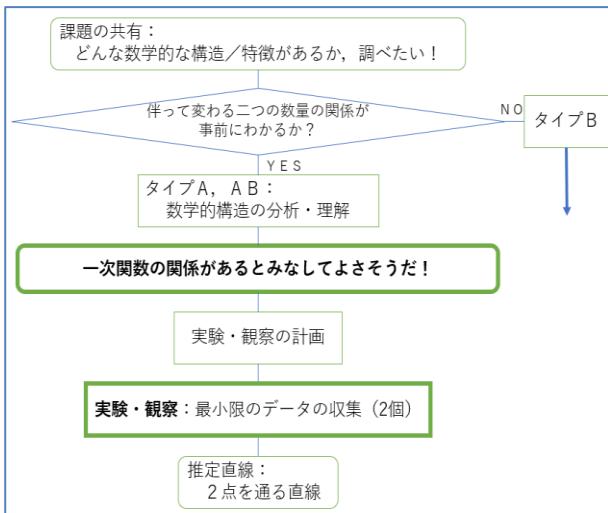 課題の共有：
どんな数学的な構造／特徴があるか，調べたい！
伴って変わる二つの数量の関係が
事前にわかるか？
NO
タイプB
YES
タイプA，AB：
数学的構造の分析・理解
一次関数の関係があるとみなしてよさそうだ！
実験・観察の計画
実験・観察：最小限のデータの収集（2個）
推定直線：
２点を通る直線